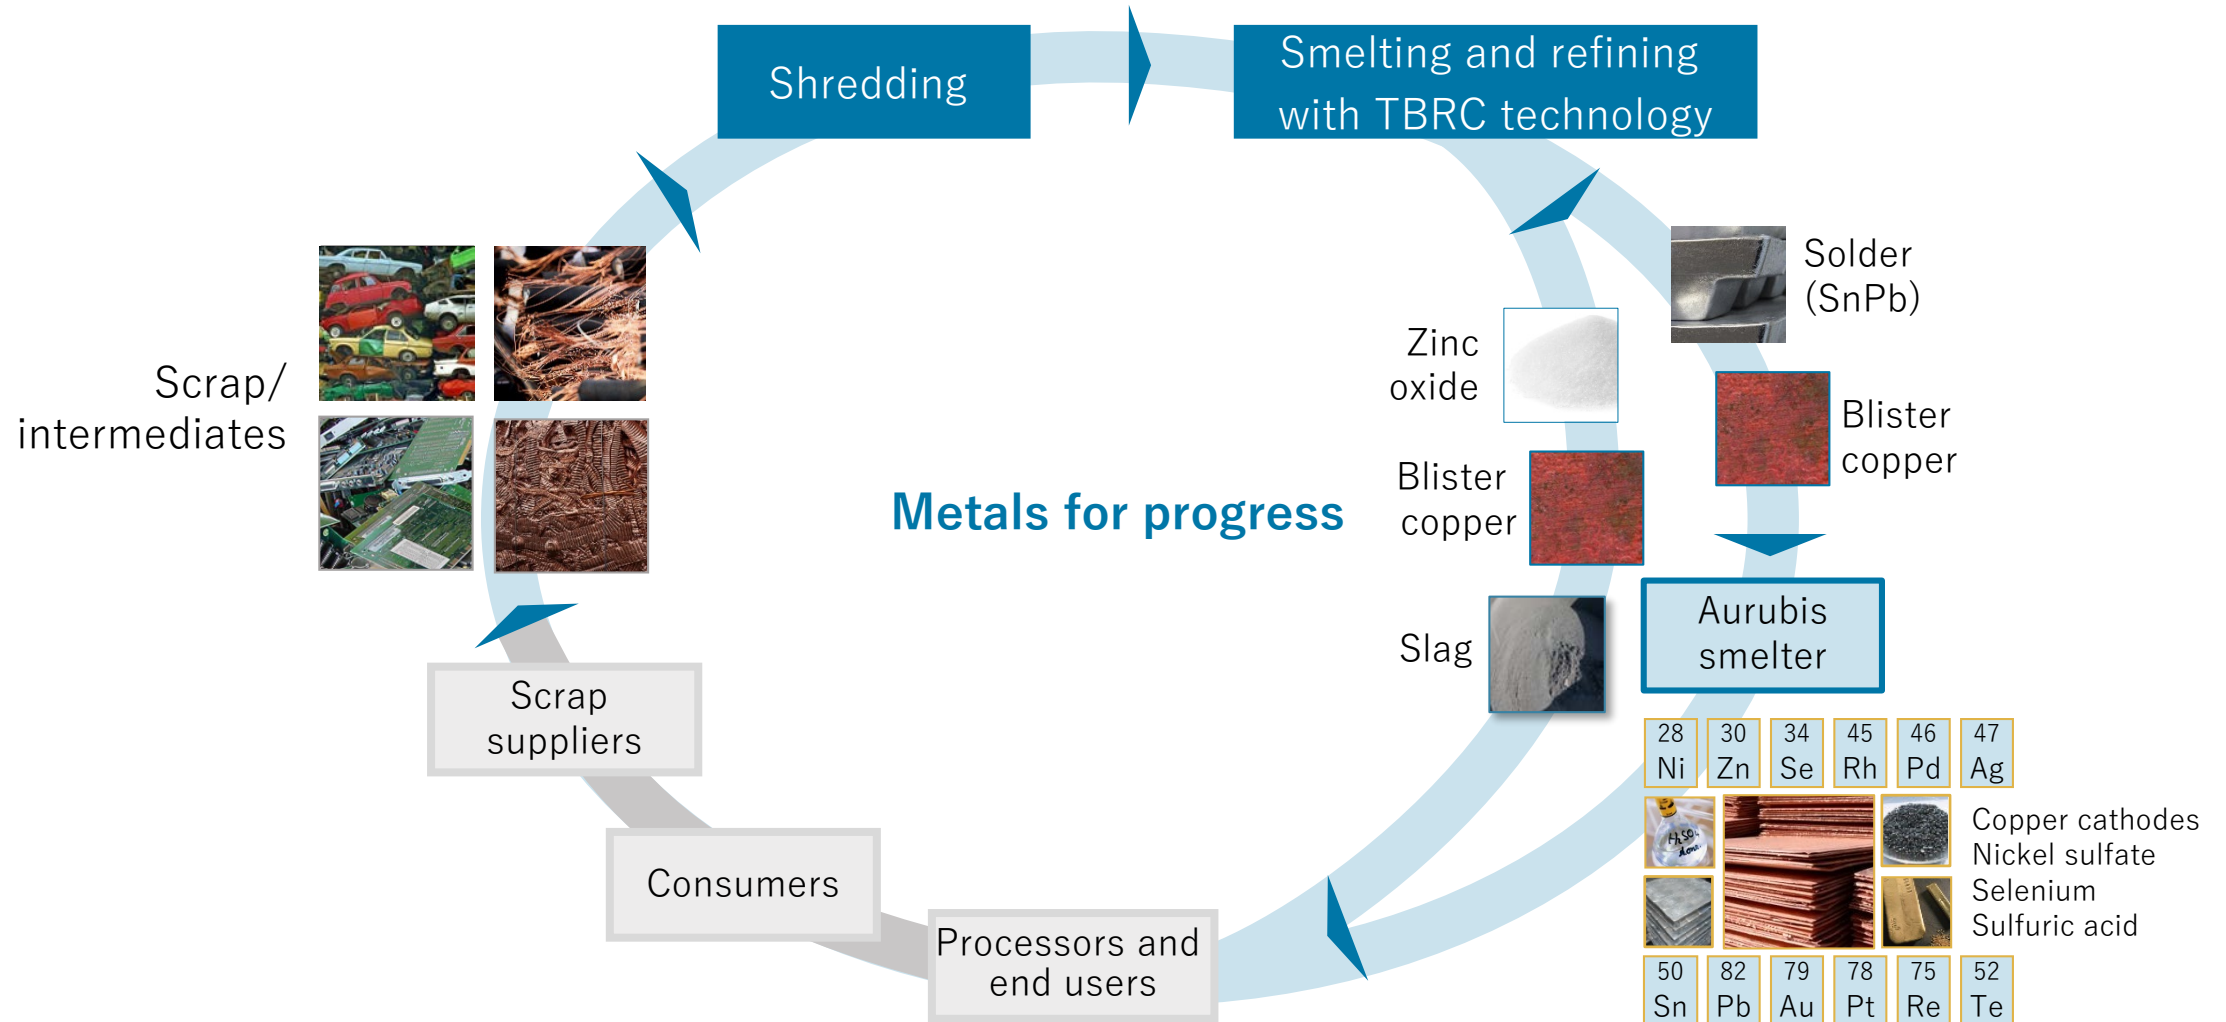 Shredding
Smelting and refining
with TBRC technology
Solder
(SnPb)
Zinc
oxide
Scrap/
intermediates
Blister
copper
Blister
copper
Metals for progress
Aurubis
smelter
Slag
Scrap
suppliers
28
Ni
30
Zn
34
Se
45
Rh
46
Pd
47
Ag
H₂SO₄
Copper cathodes
Nickel sulfate
Selenium
Sulfuric acid
Consumers
Processors and
end users
50
Sn
82
Pb
79
Au
78
Pt
75
Re
52
Te